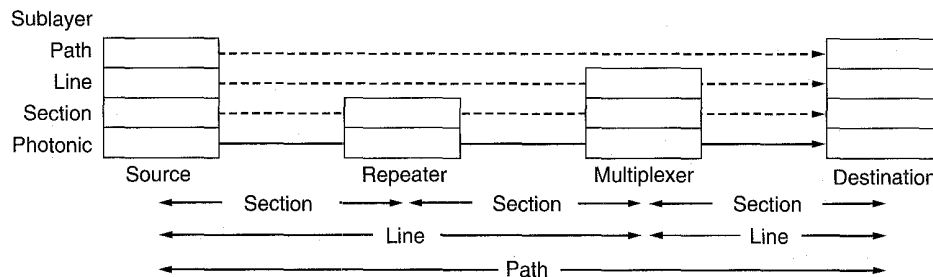 Sublayer
Path
Line
Section
Photonic
Source Repeater Multiplexer Destination
Section Section Section
Line Line
Path